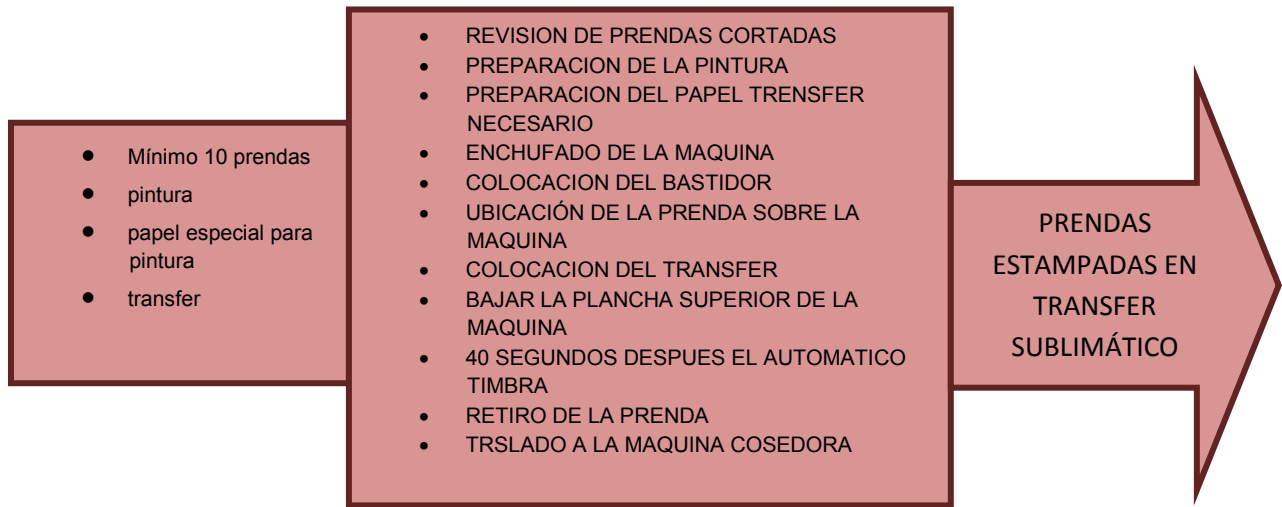 • Mínimo 10 prendas
• pintura
• papel especial para
pintura
• transfer
• REVISION DE PRENDAS CORTADAS
• PREPARACION DE LA PINTURA
• PREPARACION DEL PAPEL TRENSFER
NECESARIO
• ENCHUFADO DE LA MAQUINA
• COLOCACION DEL BASTIDOR
• UBICACIÓN DE LA PRENDA SOBRE LA
MAQUINA
• COLOCACION DEL TRANSFER
• BAJAR LA PLANCHA SUPERIOR DE LA
MAQUINA
• 40 SEGUNDOS DESPUES EL AUTOMATICO
TIMBRA
• RETIRO DE LA PRENDA
• TRSLADO A LA MAQUINA COSEDORA
PRENDAS
ESTAMPADAS EN
TRANSFER
SUBLIMÁTICO